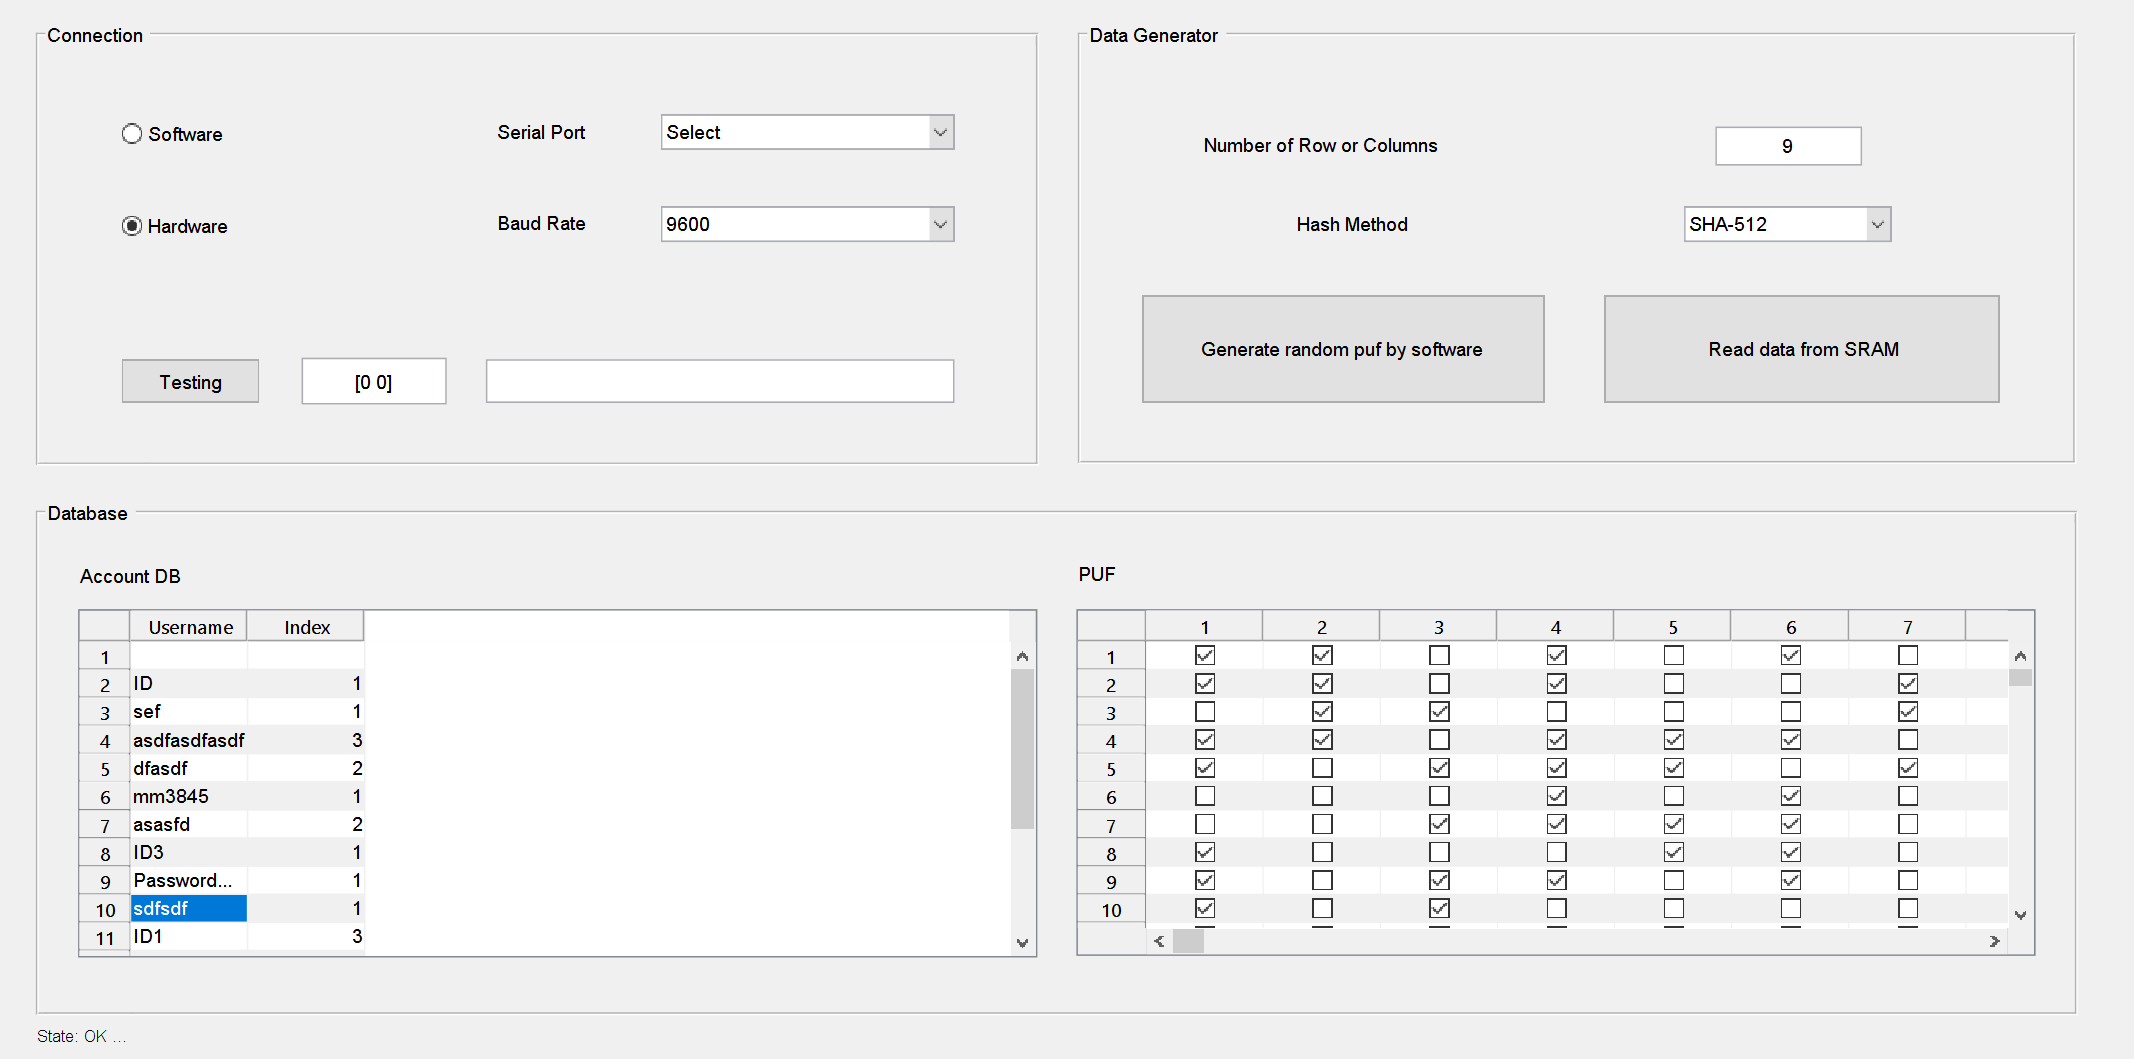 Connection
Software
Serial Port
Select
Hardware
Baud Rate
9600
Testing
[0 0]
Data Generator
Number of Row or Columns
9
Hash Method
SHA-512
Generate random puf by software
Read data from SRAM
Database
Account DB
Username Index
1
2 ID 1
3 sef 1
4 asdfasdfasdf 3
5 dfasdf 2
6 mm3845 1
7 asasfd 2
8 ID3 1
9 Password... 1
10 sdfsdf 1
11 ID1 3
PUF
1 2 3 4 5 6 7
1
2
3
4
5
6
7
8
9
10
State: OK ...